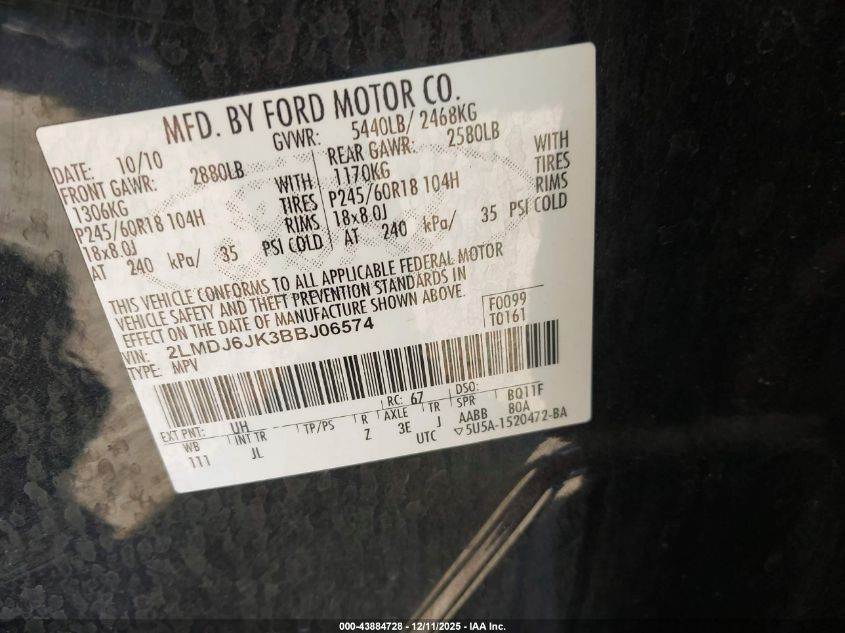 MFD. BY FORD MOTOR CO.
DATE: 10/10 GVWR: 5440LB/ 2468KG
FRONT GAWR: 2880LB REAR GAWR: 2580LB
1306KG WITH 1170KG WITH
P245/60R18 104H TIRES P245/60R18 104H TIRES
18x8.0J RIMS 18x8.0J RIMS
AT 240 kPa/ 35 PSI COLD AT 240 kPa/ 35 PSI COLD
THIS VEHICLE CONFORMS TO ALL APPLICABLE FEDERAL MOTOR
VEHICLE SAFETY AND THEFT PREVENTION STANDARDS IN
EFFECT ON THE DATE OF MANUFACTURE SHOWN ABOVE.
F0099
T0161
VIN: 2LMDJ6JK3BBJ06574
TYPE: MPV
EXT PNT: UH RC: 67 DSO:
WB INT TR TP/PS R AXLE TR SPR BQ11F
111 JL Z 3E J AABB 80A
UTC ▽5U5A-1520472-BA
000-43884728 - 12/11/2025 - IAA Inc.